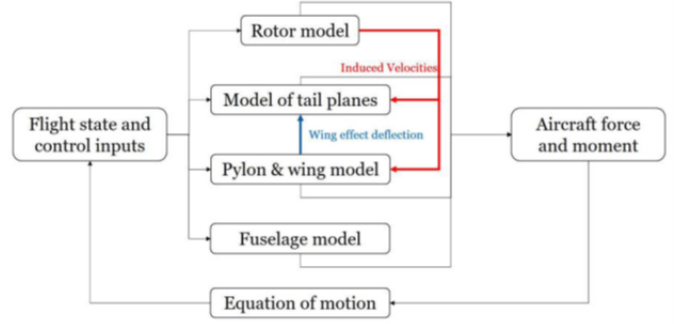 Rotor model
Induced Velocities
Model of tail planes
Flight state and
control inputs
Wing effect deflection
Aircraft force
and moment
Pylon & wing model
Fuselage model
Equation of motion